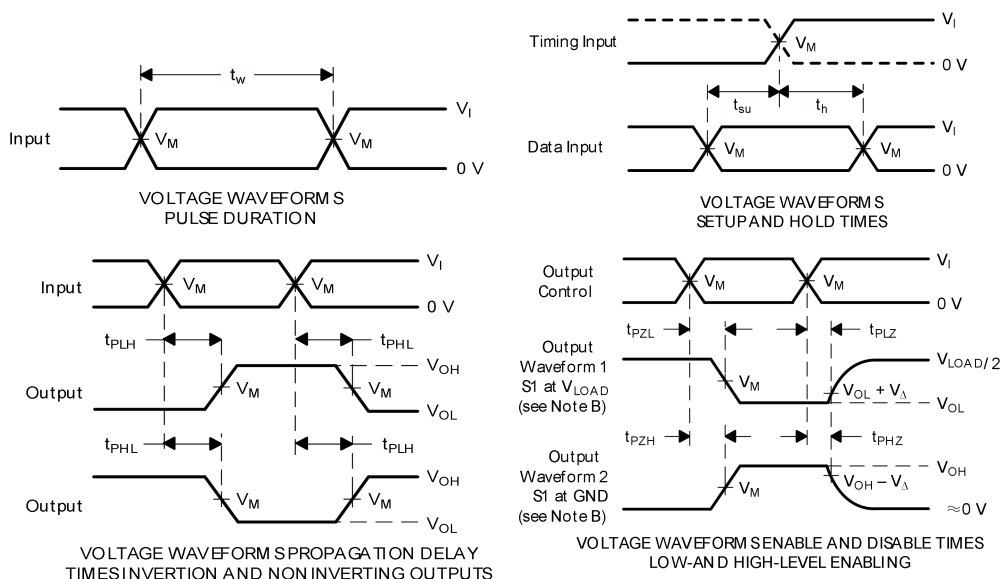 t_w
V_I
Input
V_M
V_M
0 V
VOLTAGE WAVEFORMS
PULSE DURATION
Timing Input
V_I
V_M
0 V
t_su
t_h
V_I
Data Input
V_M
V_M
0 V
VOLTAGE WAVEFORMS
SETUP AND HOLD TIMES
V_I
Input
V_M
V_M
0 V
t_PLH
t_PHL
V_OH
Output
V_M
V_M
V_OL
t_PHL
t_PLH
V_OH
Output
V_M
V_M
V_OL
VOLTAGE WAVEFORMS PROPAGATION DELAY
TIMES INVERTION AND NON INVERTING OUTPUTS
Output
Control
V_I
V_M
V_M
0 V
t_PZL
t_PLZ
Output
Waveform 1
S1 at V_LOAD
(see Note B)
V_LOAD/2
V_M
V_OL + V_Δ
V_OL
t_PZH
t_PHZ
Output
Waveform 2
S1 at GND
(see Note B)
V_OH
V_M
V_OH − V_Δ
≈0 V
VOLTAGE WAVEFORMS ENABLE AND DISABLE TIMES
LOW-AND HIGH-LEVEL ENABLING